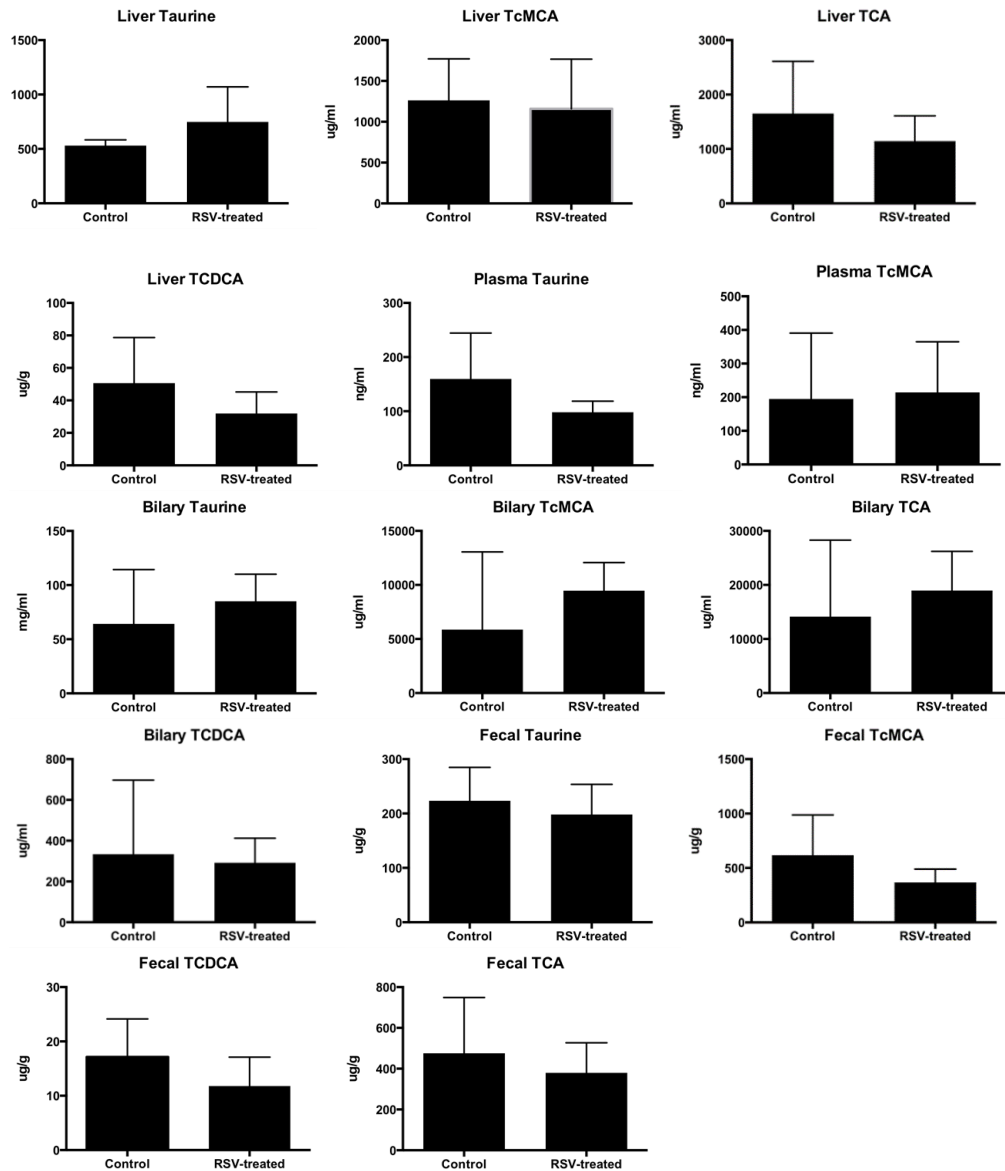 Liver Taurine
1500
1000
500
0
Control RSV-treated
Liver TcMCA
ug/ml
2000
1500
1000
500
0
Control RSV-treated
Liver TCA
ug/ml
3000
2000
1000
0
Control RSV-treated
Liver TCDCA
ug/g
100
80
60
40
20
0
Control RSV-treated
Plasma Taurine
ng/ml
300
200
100
0
Control RSV-treated
Plasma TcMCA
ng/ml
500
400
300
200
100
0
Control RSV-treated
Bilary Taurine
mg/ml
150
100
50
0
Control RSV-treated
Bilary TcMCA
ug/ml
15000
10000
5000
0
Control RSV-treated
Bilary TCA
ug/ml
30000
20000
10000
0
Control RSV-treated
Bilary TCDCA
ug/ml
800
600
400
200
0
Control RSV-treated
Fecal Taurine
ug/g
300
200
100
0
Control RSV-treated
Fecal TcMCA
ug/g
1500
1000
500
0
Control RSV-treated
Fecal TCDCA
ug/g
30
20
10
0
Control RSV-treated
Fecal TCA
ug/g
800
600
400
200
0
Control RSV-treated